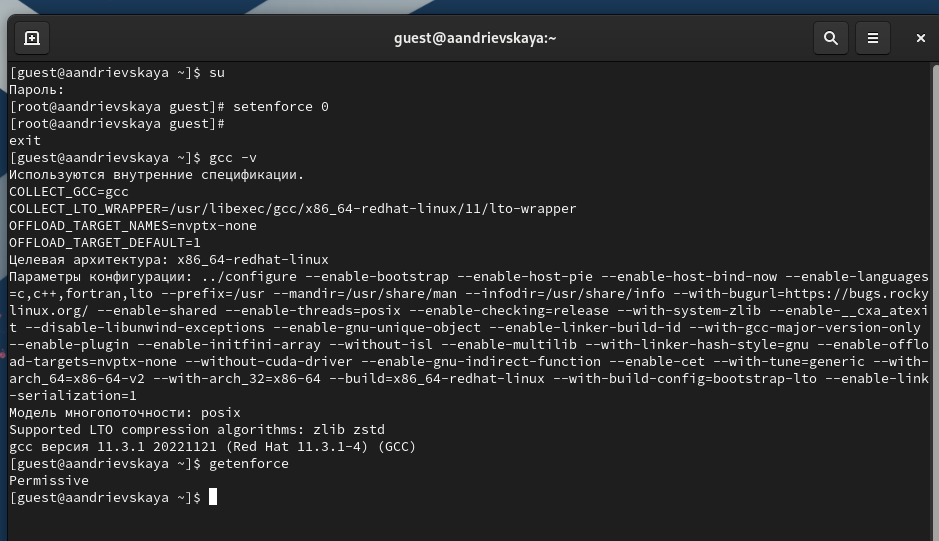 guest@aandrievskaya:~
[guest@aandrievskaya ~]$ su
Пароль:
[root@aandrievskaya guest]# setenforce 0
[root@aandrievskaya guest]#
exit
[guest@aandrievskaya ~]$ gcc -v
Используются внутренние спецификации.
COLLECT_GCC=gcc
COLLECT_LTO_WRAPPER=/usr/libexec/gcc/x86_64-redhat-linux/11/lto-wrapper
OFFLOAD_TARGET_NAMES=nvptx-none
OFFLOAD_TARGET_DEFAULT=1
Целевая архитектура: x86_64-redhat-linux
Параметры конфигурации: ../configure --enable-bootstrap --enable-host-pie --enable-host-bind-now --enable-languages
=c,c++,fortran,lto --prefix=/usr --mandir=/usr/share/man --infodir=/usr/share/info --with-bugurl=https://bugs.rocky
linux.org/ --enable-shared --enable-threads=posix --enable-checking=release --with-system-zlib --enable-__cxa_atexi
t --disable-libunwind-exceptions --enable-gnu-unique-object --enable-linker-build-id --with-gcc-major-version-only
--enable-plugin --enable-initfini-array --without-isl --enable-multilib --with-linker-hash-style=gnu --enable-offlo
ad-targets=nvptx-none --without-cuda-driver --enable-gnu-indirect-function --enable-cet --with-tune=generic --with-
arch_64=x86-64-v2 --with-arch_32=x86-64 --build=x86_64-redhat-linux --with-build-config=bootstrap-lto --enable-link
-serialization=1
Модель многопоточности: posix
Supported LTO compression algorithms: zlib zstd
gcc версия 11.3.1 20221121 (Red Hat 11.3.1-4) (GCC)
[guest@aandrievskaya ~]$ getenforce
Permissive
[guest@aandrievskaya ~]$